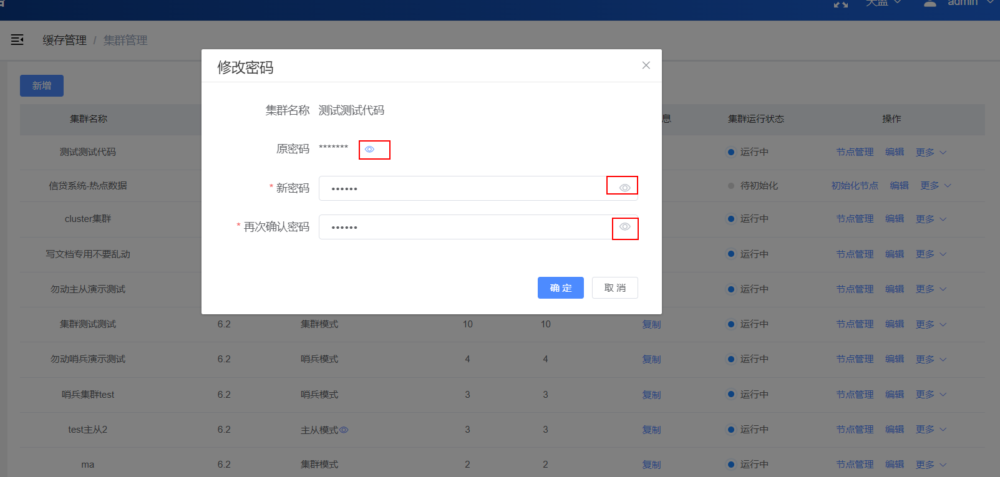 天蓝 admin
缓存管理 / 集群管理
新增
修改密码
集群名称 测试测试代码
原密码 *******
* 新密码 ••••••
* 再次确认密码 ••••••
确 定 取 消
集群名称 息 集群运行状态 操作
测试测试代码 运行中 节点管理 编辑 更多
信贷系统-热点数据 待初始化 初始化节点 编辑 更多
cluster集群 运行中 节点管理 编辑 更多
写文档专用不要乱动 运行中 节点管理 编辑 更多
勿动主从演示测试 运行中 节点管理 编辑 更多
集群测试测试 6.2 集群模式 10 10 复制 运行中 节点管理 编辑 更多
勿动哨兵演示测试 6.2 哨兵模式 4 4 复制 运行中 节点管理 编辑 更多
哨兵集群test 6.2 哨兵模式 3 3 复制 运行中 节点管理 编辑 更多
test主从2 6.2 主从模式 3 3 复制 运行中 节点管理 编辑 更多
ma 6.2 集群模式 2 2 复制 运行中 节点管理 编辑 更多